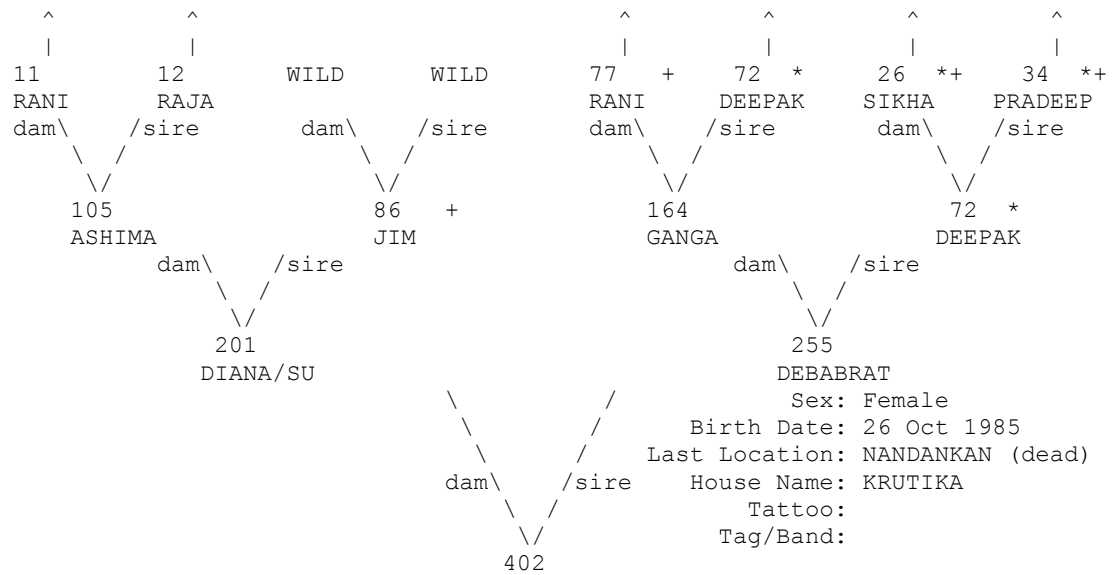 ^ ^ ^ ^ ^ ^
| | | | | |
11 12 WILD WILD 77 + 72 * 26 *+ 34 *+
RANI RAJA RANI DEEPAK SIKHA PRADEEP
dam\ /sire dam\ /sire dam\ /sire dam\ /sire
\ / \ / \ / \ /
\/ \/ \/ \/
105 86 + 164 72 *
ASHIMA JIM GANGA DEEPAK
dam\ /sire dam\ /sire
\ / \ /
\/ \/
201 255
DIANA/SU DEBABRAT
\ / Sex: Female
\ / Birth Date: 26 Oct 1985
\ / Last Location: NANDANKAN (dead)
dam\ /sire House Name: KRUTIKA
\ / Tattoo:
\/ Tag/Band:
402